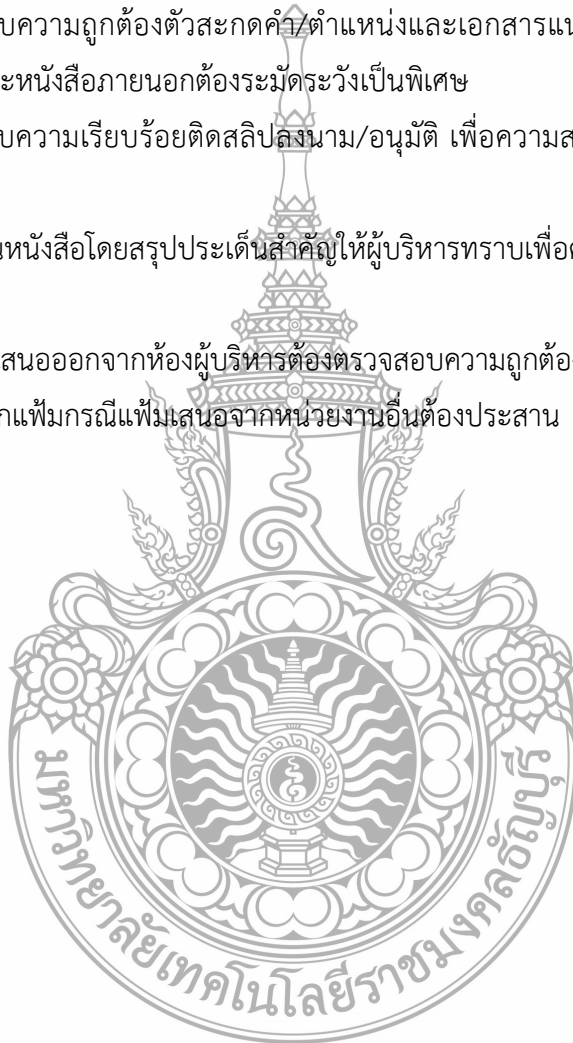 บความถูกต้องตัวสะกดคำ/ตำแหน่งและเอกสารแน
ะหนังสือภายนอกต้องระมัดระวังเป็นพิเศษ
บความเรียบร้อยติดสลิปลงนาม/อนุมัติ เพื่อความส
นหนังสือโดยสรุปประเด็นสำคัญให้ผู้บริหารทราบเพื่อ
เสนอออกจากห้องผู้บริหารต้องตรวจสอบความถูกต้อ
กแฟ้มกรณีแฟ้มเสนอจากหน่วยงานอื่นต้องประสาน
มหาวิทยาลัยเทคโนโลยีราชมงคลธัญบุรี